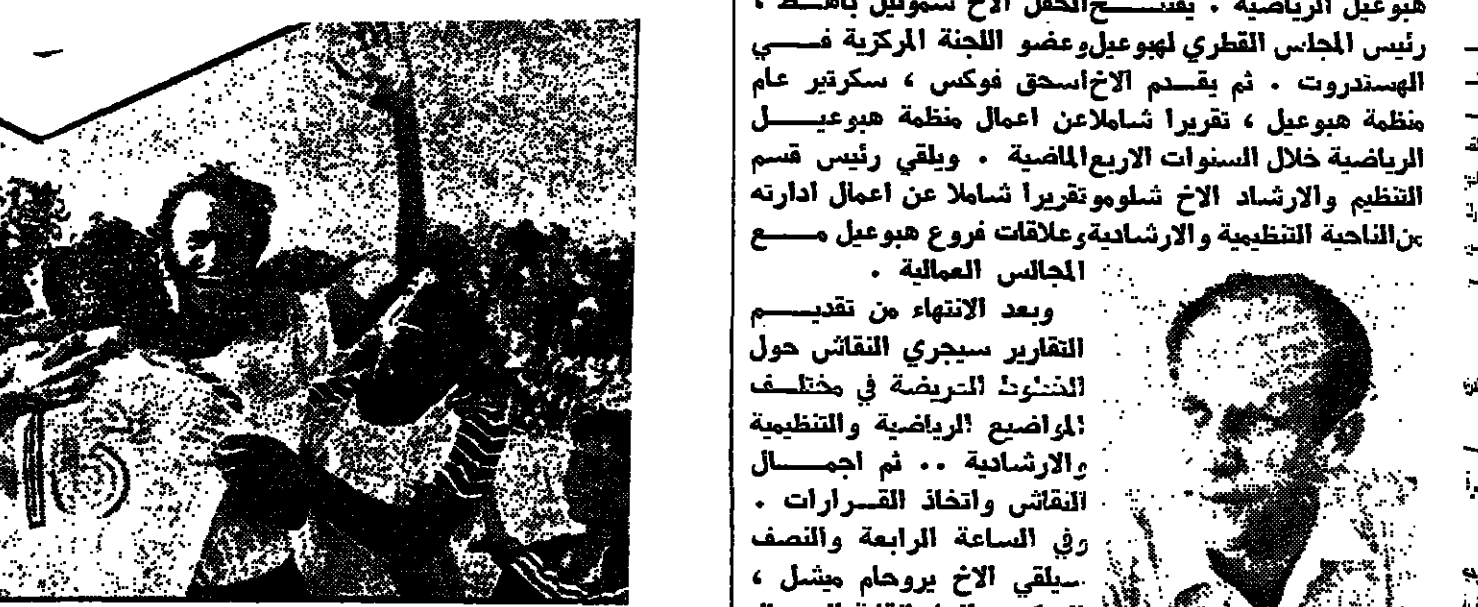 هبوعيل الرياضية . يفتتح الحفل الاخ شموئيل باهط ،
رئيس المجلس القطري لهبوعيل وعضو اللجنة المركزية في
الهستدروت . ثم يقدم الاخ اسحق فوكس ، سكرتير عام
منظمة هبوعيل ، تقريرا شاملا عن اعمال منظمة هبوعيل
الرياضية خلال السنوات الاربع الماضية . ويلقي رئيس قسم
التنظيم والارشاد الاخ شلومو تقريرا شاملا عن اعمال ادارته
من الناحية التنظيمية والارشادية وعلاقات فروع هبوعيل مع
المجالس العمالية .
وبعد الانتهاء من تقديم
التقارير سيجري النقاش حول
الخطوط العريضة في مختلف
المواضيع الرياضية والتنظيمية
والارشادية .. ثم اجمال
النقاش واتخاذ القرارات .
وفي الساعة الرابعة والنصف
سيلقي الاخ يروحام ميشل ،
15